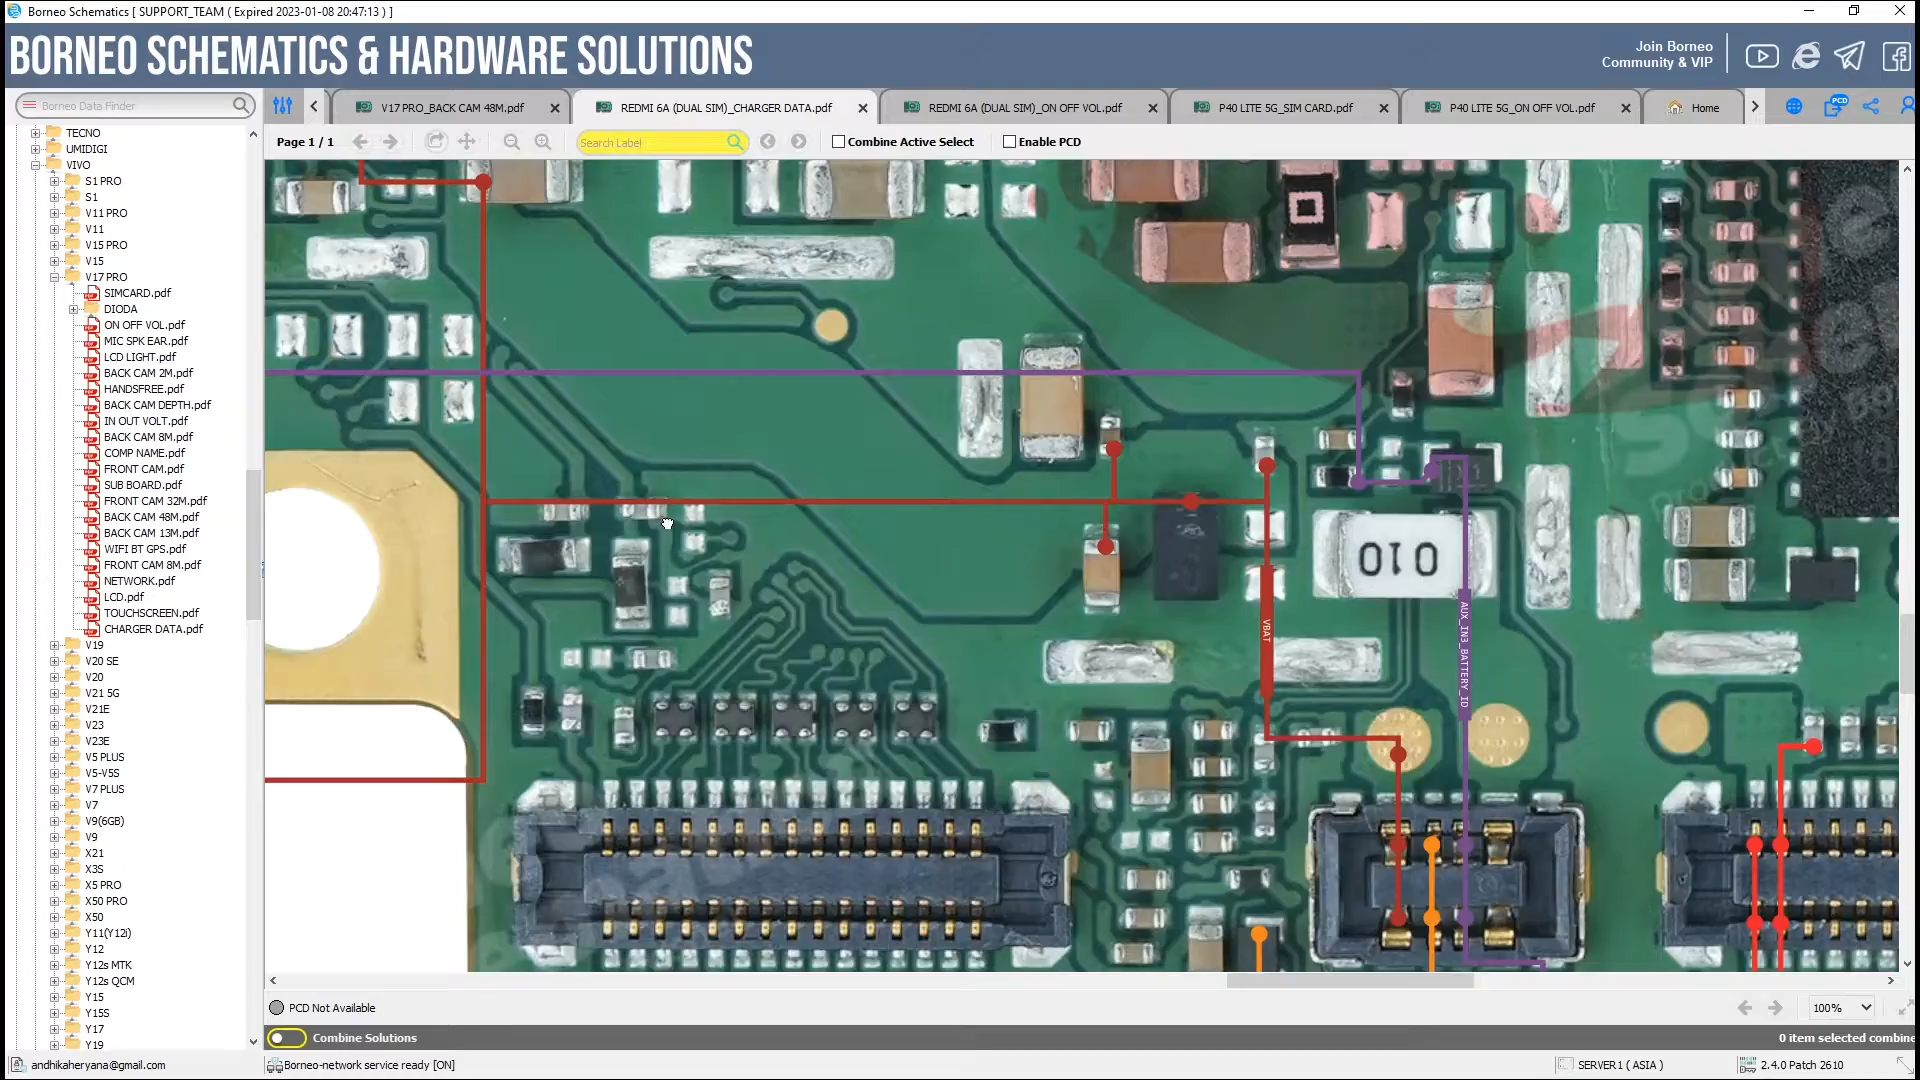 Borneo Schematics [ SUPPORT_TEAM ( Expired 2023-01-08 20:47:13 ) ]
BORNEO SCHEMATICS & HARDWARE SOLUTIONS
Join Borneo
Community & VIP
Borneo Data Finder
V17 PRO_BACK CAM 48M.pdf
REDMI 6A (DUAL SIM)_CHARGER DATA.pdf
REDMI 6A (DUAL SIM)_ON OFF VOL.pdf
P40 LITE 5G_SIM CARD.pdf
P40 LITE 5G_ON OFF VOL.pdf
Home
PCD
Page 1 / 1
Search Label
Combine Active Select
Enable PCD
TECNO
UMIDIGI
VIVO
S1 PRO
S1
V11 PRO
V11
V15 PRO
V15
V17 PRO
SIMCARD.pdf
DIODA
ON OFF VOL.pdf
MIC SPK EAR.pdf
LCD LIGHT.pdf
BACK CAM 2M.pdf
HANDSFREE.pdf
BACK CAM DEPTH.pdf
IN OUT VOLT.pdf
BACK CAM 8M.pdf
COMP NAME.pdf
FRONT CAM.pdf
SUB BOARD.pdf
FRONT CAM 32M.pdf
BACK CAM 48M.pdf
BACK CAM 13M.pdf
WIFI BT GPS.pdf
FRONT CAM 8M.pdf
NETWORK.pdf
LCD.pdf
TOUCHSCREEN.pdf
CHARGER DATA.pdf
V19
V20 SE
V20
V21 5G
V21E
V23
V23E
V5 PLUS
V5-V5S
V7 PLUS
V7
V9(6GB)
V9
X21
X3S
X5 PRO
X50 PRO
X50
Y11(Y12i)
Y12
Y12s MTK
Y12s QCM
Y15
Y15S
Y17
Y19
010
VBAT
AUX_IN3_BATTERY_ID
PCD Not Available
100%
Combine Solutions
0 item selected combine
andhikaheryana@gmail.com
Borneo-network service ready [ON]
SERVER1 ( ASIA )
2.4.0 Patch 2610